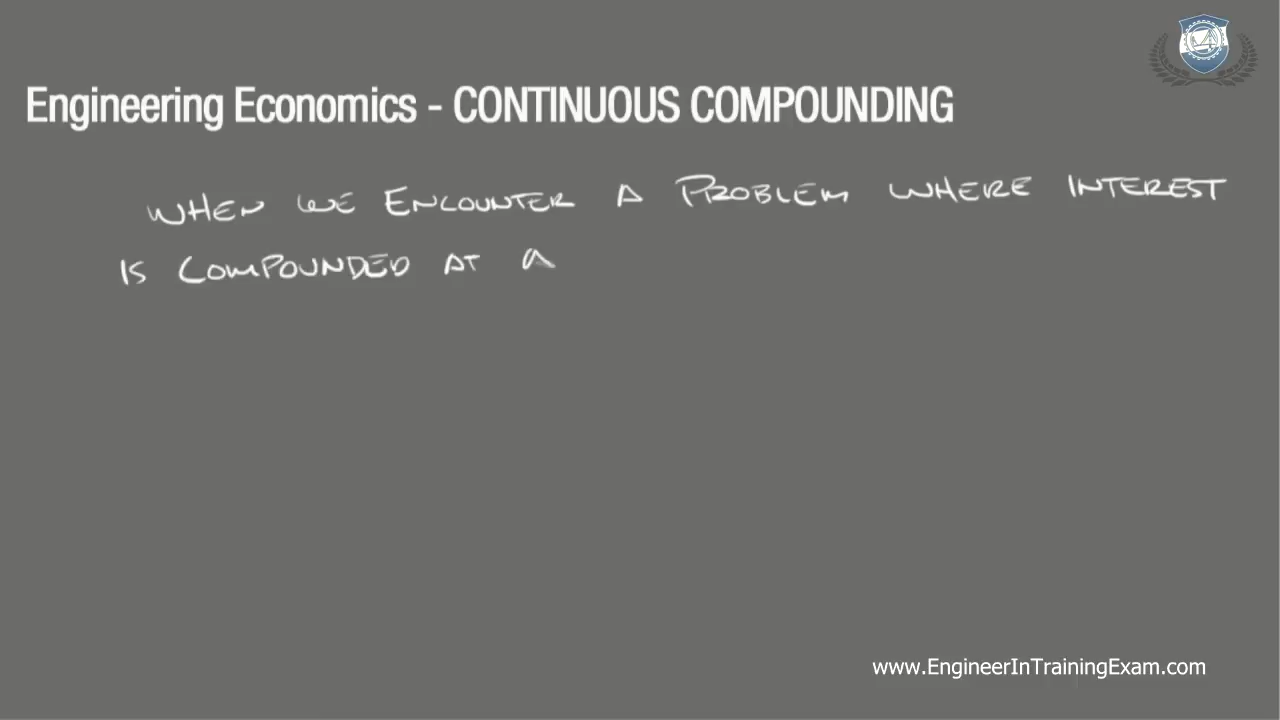 Engineering Economics - CONTINUOUS COMPOUNDING
WHEN WE ENCOUNTER A PROBLEM WHERE INTEREST
IS COMPOUNDED AT A
www.EngineerInTrainingExam.com